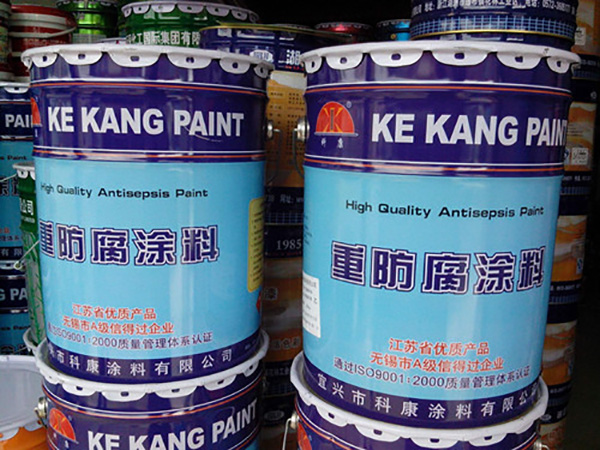 KE KANG PAINT
High Quality Antisepsis Paint
重防腐涂料
江苏省优质产品
无锡市A级信得过企业
通过ISO9001:2000质量管理体系认证
市科康涂料有限公司
KE KANG PAINT
科康
KE KANG PAINT
High Quality Antisepsis Paint
重防腐涂料
江苏省优质产品
无锡市A级信得过企业
通过ISO9001:2000质量管理体系认证
宜兴市科康涂料有限公
1985